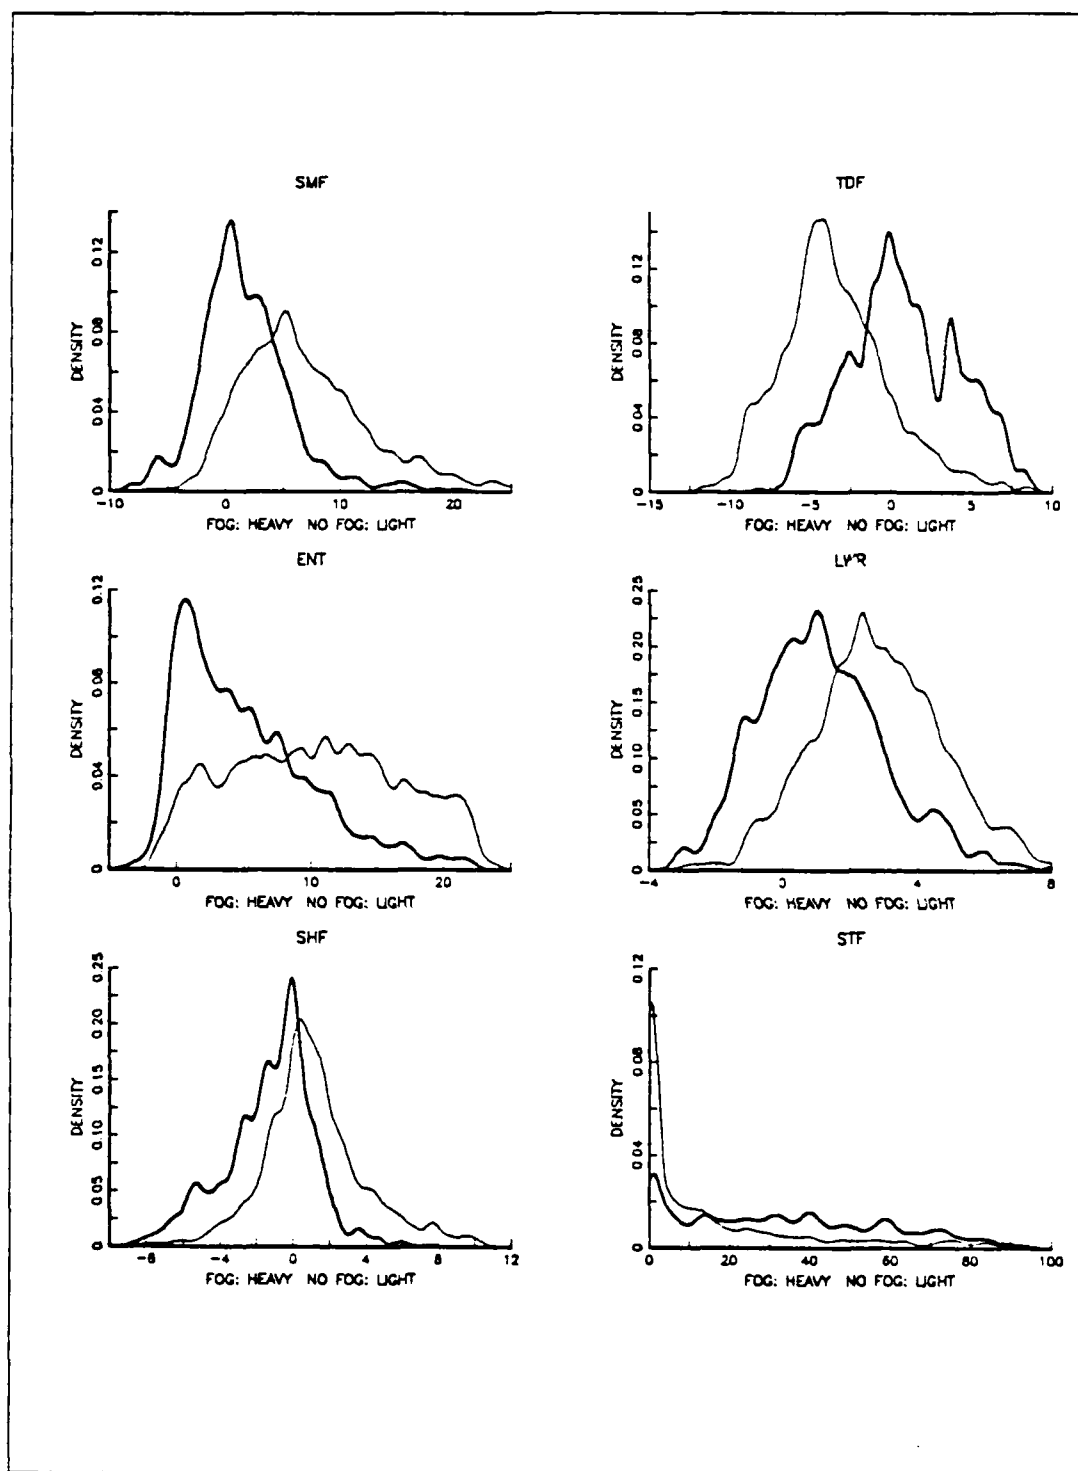 SMF
DENSITY
0 0.04 0.08 0.12
-10 0 10 20
FOG: HEAVY NO FOG: LIGHT
TDF
DENSITY
0 0.04 0.08 0.12
-15 -10 -5 0 5 10
FOG: HEAVY NO FOG: LIGHT
ENT
DENSITY
0 0.04 0.08 0.12
0 10 20
FOG: HEAVY NO FOG: LIGHT
LWR
DENSITY
0 0.05 0.10 0.15 0.20 0.25
-4 0 4 8
FOG: HEAVY NO FOG: LIGHT
SHF
DENSITY
0 0.05 0.10 0.15 0.20 0.25
-8 -4 0 4 8 12
FOG: HEAVY NO FOG: LIGHT
STF
DENSITY
0 0.04 0.08 0.12
0 20 40 60 80 100
FOG: HEAVY NO FOG: LIGHT